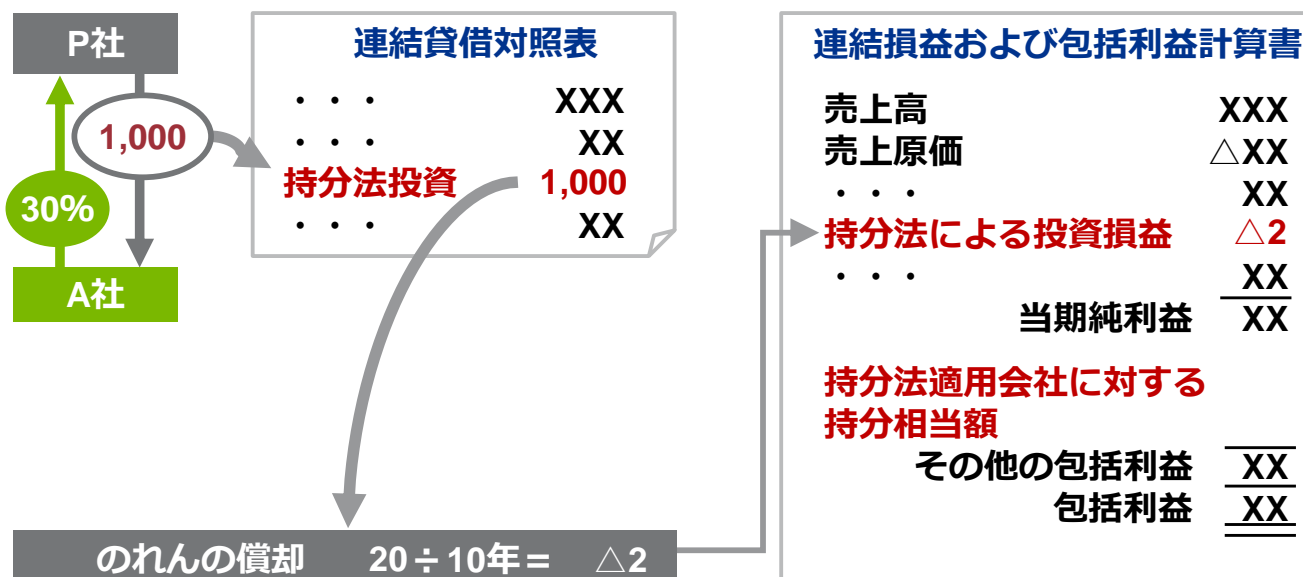 P社
1,000
30%
A社
連結貸借対照表
・・・ XXX
・・・ XX
持分法投資 1,000
・・・ XX
のれんの償却 20÷10年= △2
連結損益および包括利益計算書
売上高 XXX
売上原価 △XX
・・・ XX
持分法による投資損益 △2
・・・ XX
当期純利益 XX
持分法適用会社に対する
持分相当額
その他の包括利益 XX
包括利益 XX